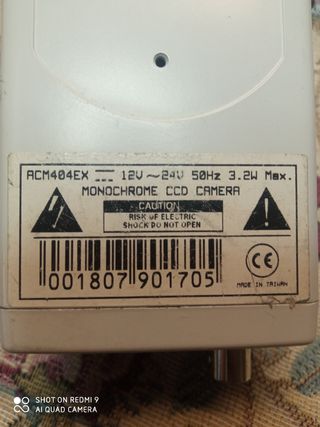 ACM404EX ⎓ 12V ~24V 50Hz 3.2W Max.
MONOCHROME CCD CAMERA
CAUTION
RISK OF ELECTRIC
SHOCK DO NOT OPEN
001807 901705
CE
MADE IN TAIWAN
SHOT ON REDMI 9
AI QUAD CAMERA